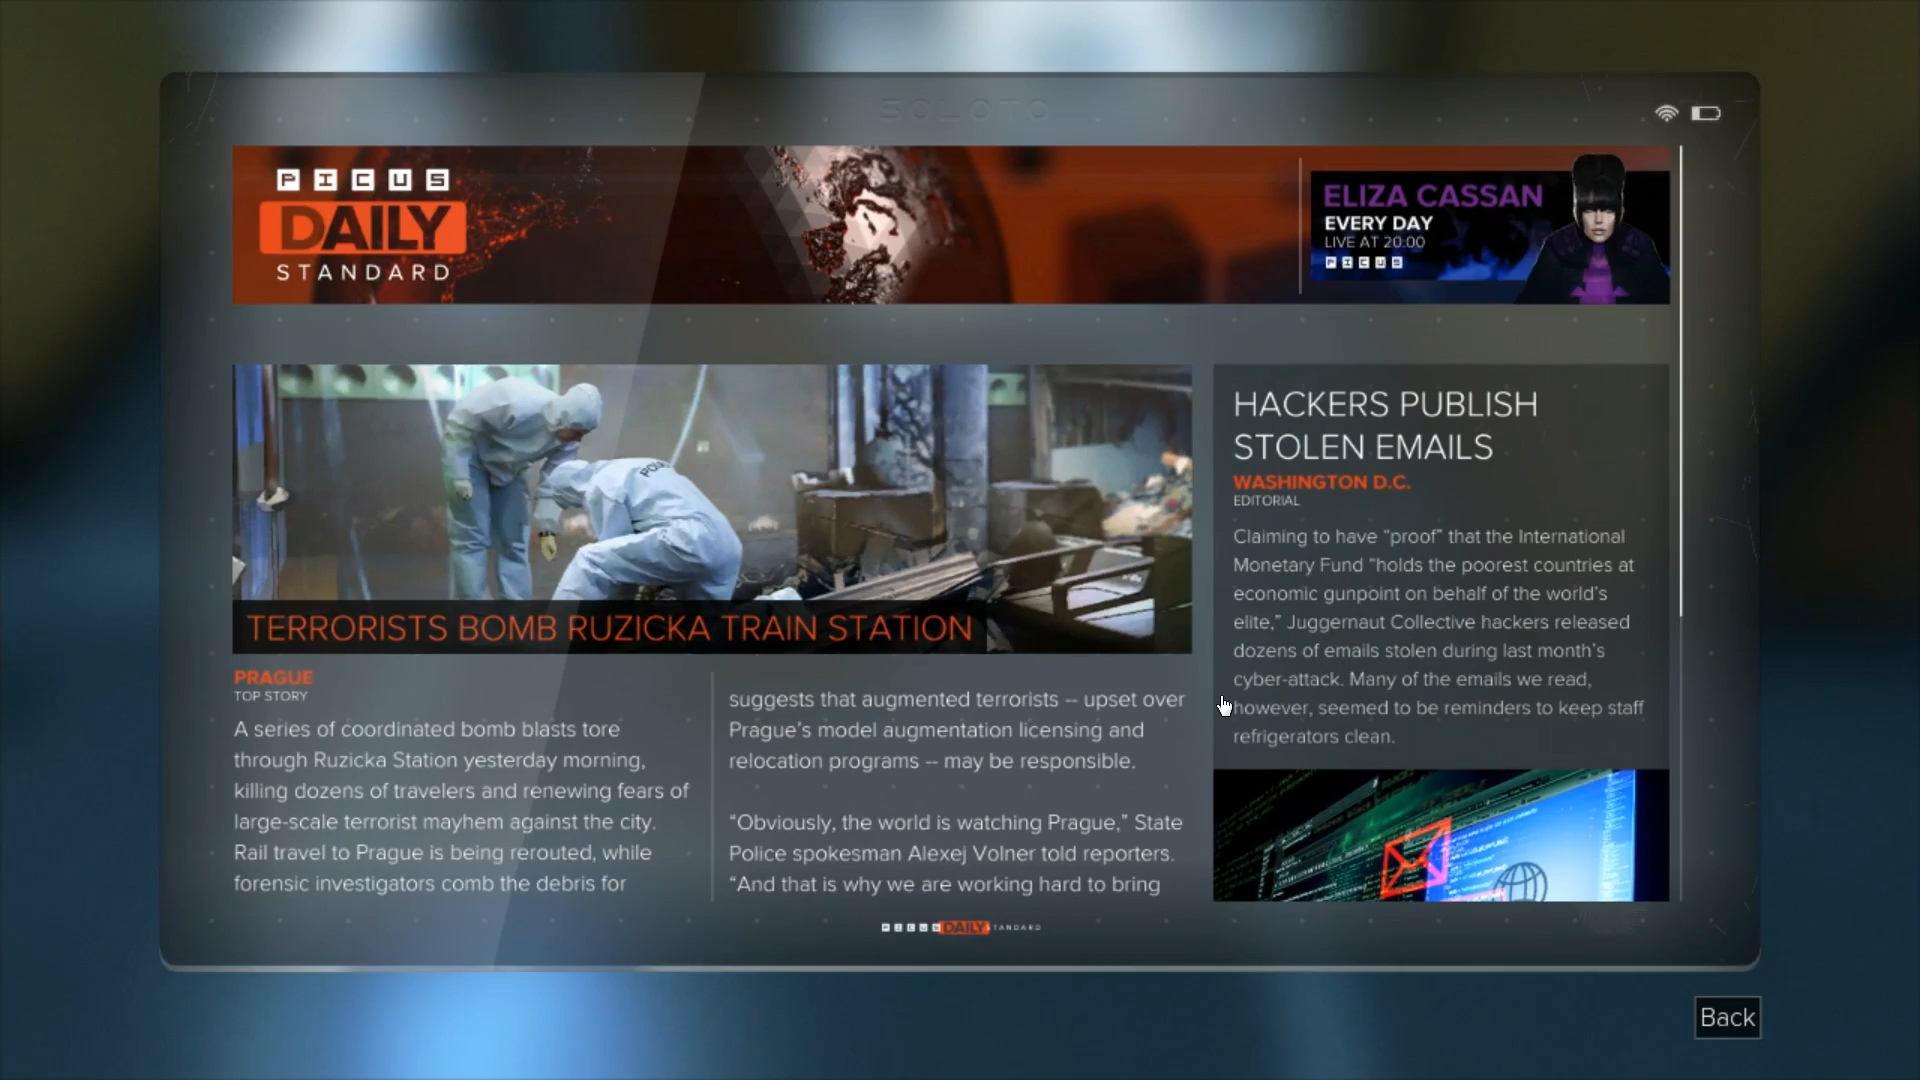 SOLOTO
PICUS
DAILY
STANDARD
ELIZA CASSAN
EVERY DAY
LIVE AT 20:00
PICUS
TERRORISTS BOMB RUZICKA TRAIN STATION
PRAGUE
TOP STORY
A series of coordinated bomb blasts tore
through Ruzicka Station yesterday morning,
killing dozens of travelers and renewing fears of
large-scale terrorist mayhem against the city.
Rail travel to Prague is being rerouted, while
forensic investigators comb the debris for
suggests that augmented terrorists -- upset over
Prague's model augmentation licensing and
relocation programs -- may be responsible.
“Obviously, the world is watching Prague,” State
Police spokesman Alexej Volner told reporters.
“And that is why we are working hard to bring
HACKERS PUBLISH
STOLEN EMAILS
WASHINGTON D.C.
EDITORIAL
Claiming to have “proof” that the International
Monetary Fund “holds the poorest countries at
economic gunpoint on behalf of the world's
elite,” Juggernaut Collective hackers released
dozens of emails stolen during last month's
cyber-attack. Many of the emails we read,
however, seemed to be reminders to keep staff
refrigerators clean.
PICUS DAILY STANDARD
Back